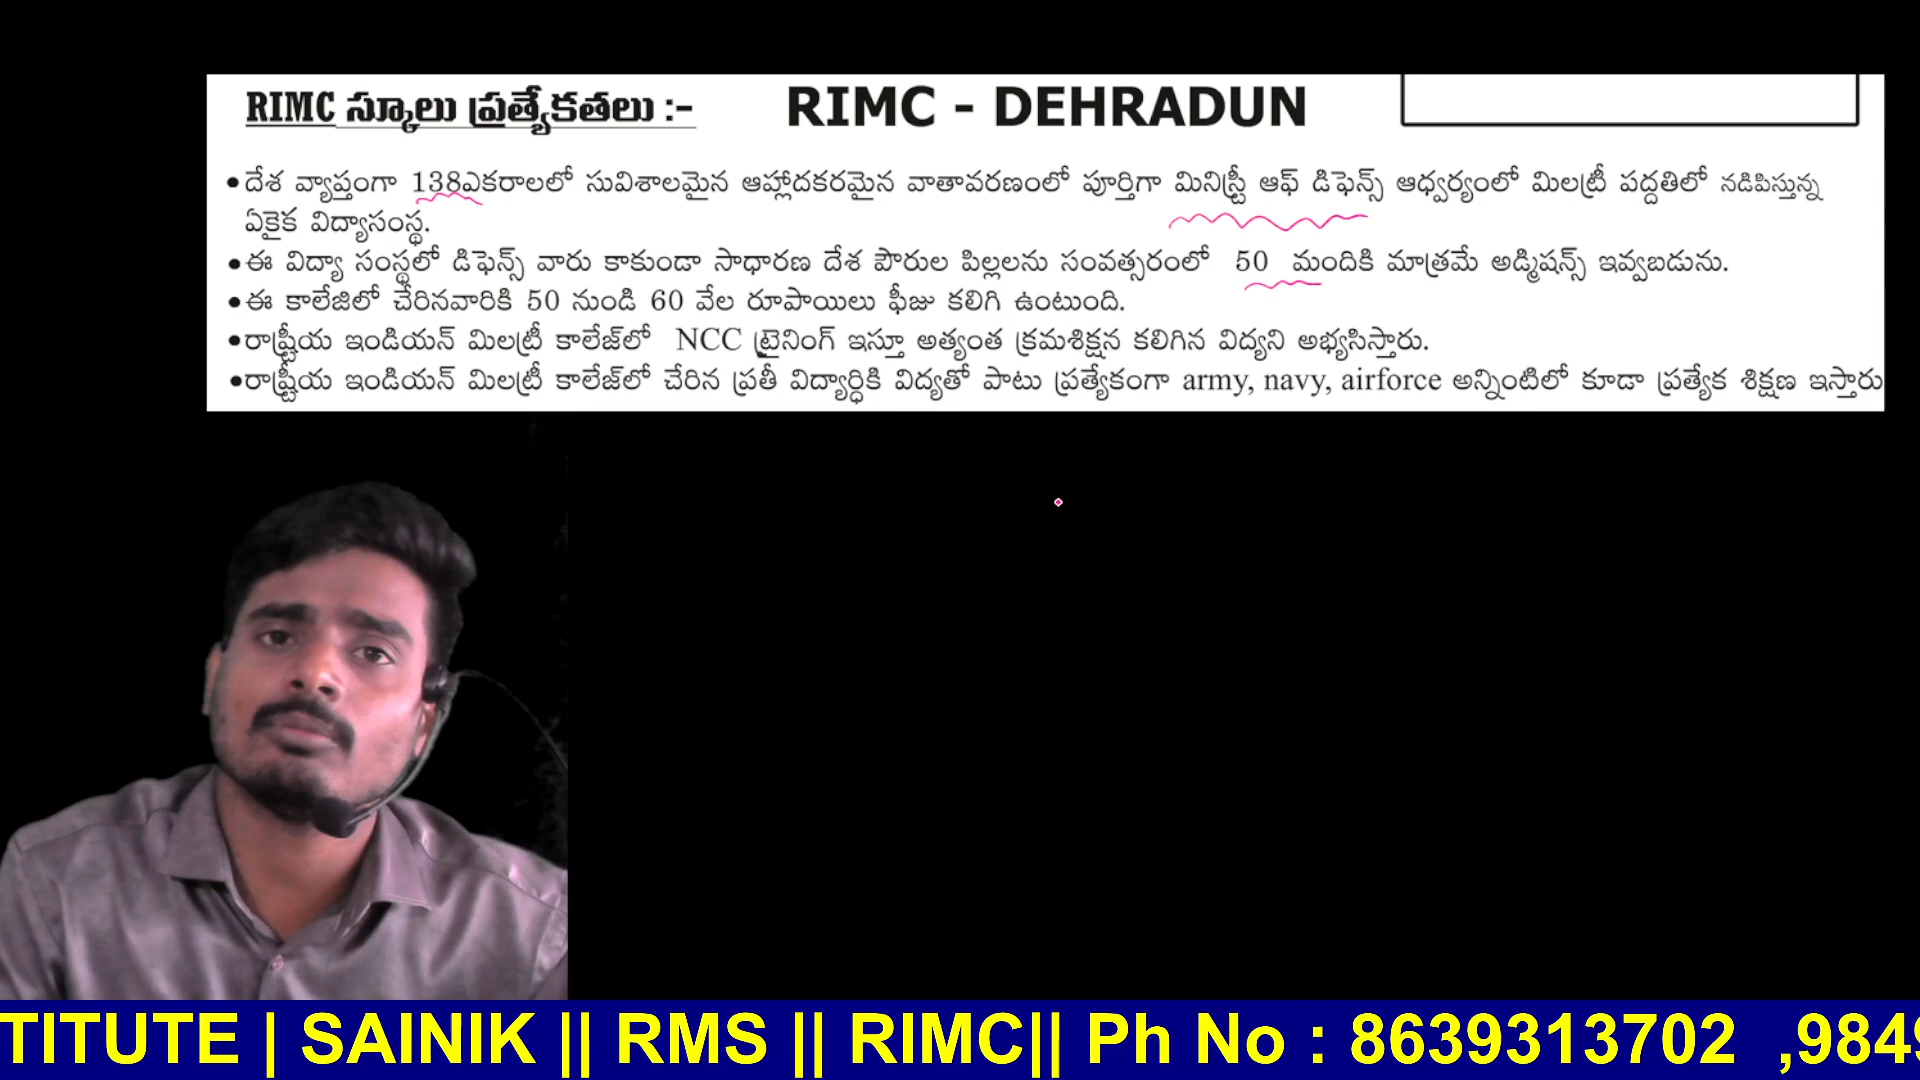 RIMC స్కూలు ప్రత్యేకతలు :-
RIMC - DEHRADUN
•దేశ వ్యాప్తంగా 138ఎకరాలలో సువిశాలమైన ఆహ్లాదకరమైన వాతావరణంలో పూర్తిగా మినిస్ట్రీ ఆఫ్ డిఫెన్స్ ఆధ్వర్యంలో మిలట్రీ పద్దతిలో నడిపిస్తున్న
ఏకైక విద్యాసంస్థ.
•ఈ విద్యా సంస్థలో డిఫెన్స్ వారు కాకుండా సాధారణ దేశ పౌరుల పిల్లలను సంవత్సరంలో 50 మందికి మాత్రమే అడ్మిషన్స్ ఇవ్వబడును.
•ఈ కాలేజిలో చేరినవారికి 50 నుండి 60 వేల రూపాయిలు ఫీజు కలిగి ఉంటుంది.
•రాష్ట్రీయ ఇండియన్ మిలట్రీ కాలేజ్‌లో NCC ట్రైనింగ్ ఇస్తూ అత్యంత క్రమశిక్షన కలిగిన విద్యని అభ్యసిస్తారు.
•రాష్ట్రీయ ఇండియన్ మిలట్రీ కాలేజ్‌లో చేరిన ప్రతీ విద్యార్థికి విద్యతో పాటు ప్రత్యేకంగా army, navy, airforce అన్నింటిలో కూడా ప్రత్యేక శిక్షణ ఇస్తారు
TITUTE | SAINIK || RMS || RIMC|| Ph No : 8639313702 ,9849